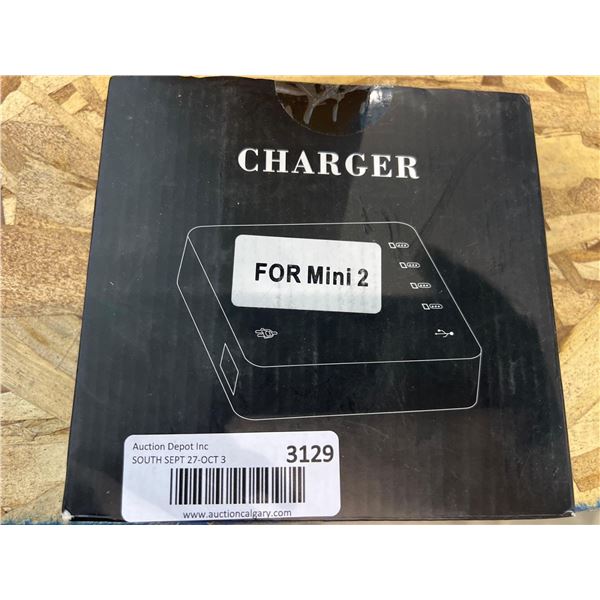 CHARGER
FOR Mini 2
Auction Depot Inc
SOUTH SEPT 27-OCT 3
3129
www.auctioncalgary.com